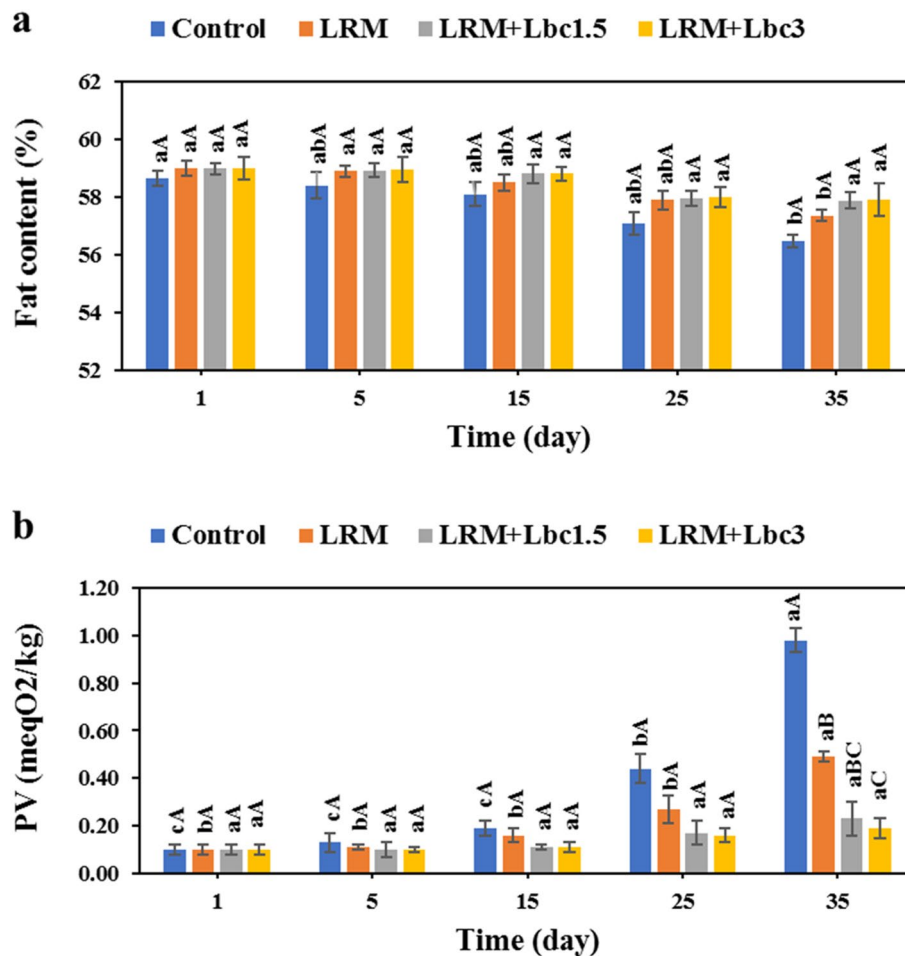 a
Control LRM LRM+Lbc1.5 LRM+Lbc3
Fat content (%)
62
60
58
56
54
52
aA aA aA aA abA aA aA aA abA abA aA aA abA abA aA aA bA bA aA aA
1 5 15 25 35
Time (day)
b
Control LRM LRM+Lbc1.5 LRM+Lbc3
PV (meqO2/kg)
1.20
1.00
0.80
0.60
0.40
0.20
0.00
cA bA aA aA cA bA aA aA cA bA aA aA bA bA aA aA aA aB aBC aC
1 5 15 25 35
Time (day)